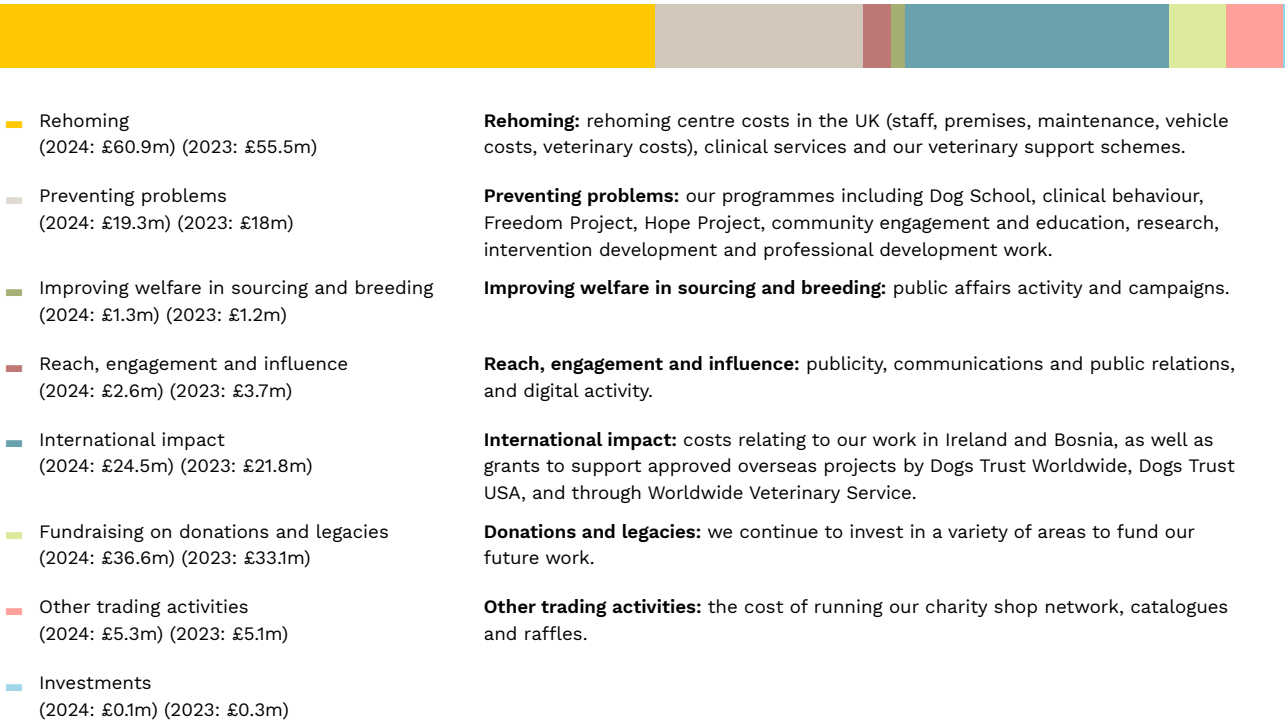 Rehoming
(2024: £60.9m) (2023: £55.5m)
Rehoming: rehoming centre costs in the UK (staff, premises, maintenance, vehicle
costs, veterinary costs), clinical services and our veterinary support schemes.
Preventing problems
(2024: £19.3m) (2023: £18m)
Preventing problems: our programmes including Dog School, clinical behaviour,
Freedom Project, Hope Project, community engagement and education, research,
intervention development and professional development work.
Improving welfare in sourcing and breeding
(2024: £1.3m) (2023: £1.2m)
Improving welfare in sourcing and breeding: public affairs activity and campaigns.
Reach, engagement and influence
(2024: £2.6m) (2023: £3.7m)
Reach, engagement and influence: publicity, communications and public relations,
and digital activity.
International impact
(2024: £24.5m) (2023: £21.8m)
International impact: costs relating to our work in Ireland and Bosnia, as well as
grants to support approved overseas projects by Dogs Trust Worldwide, Dogs Trust
USA, and through Worldwide Veterinary Service.
Fundraising on donations and legacies
(2024: £36.6m) (2023: £33.1m)
Donations and legacies: we continue to invest in a variety of areas to fund our
future work.
Other trading activities
(2024: £5.3m) (2023: £5.1m)
Other trading activities: the cost of running our charity shop network, catalogues
and raffles.
Investments
(2024: £0.1m) (2023: £0.3m)